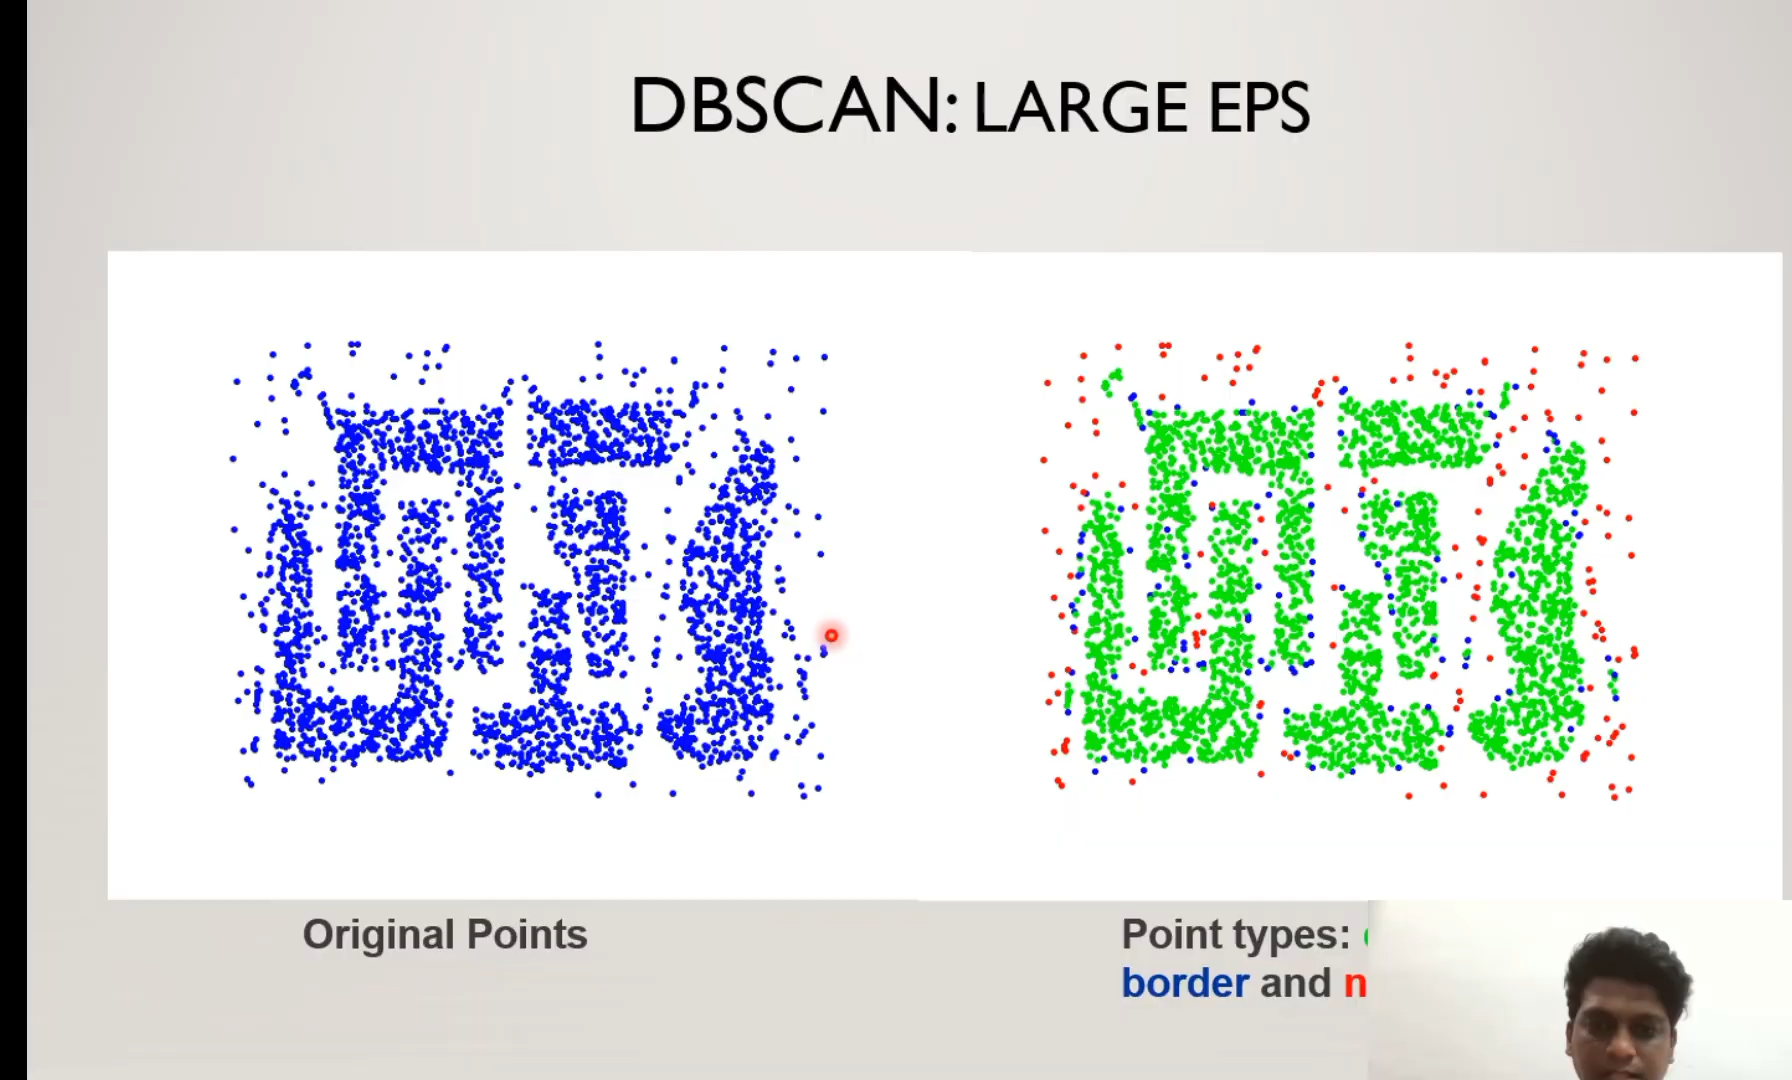 DBSCAN: LARGE EPS
Original Points
Point types:
border and